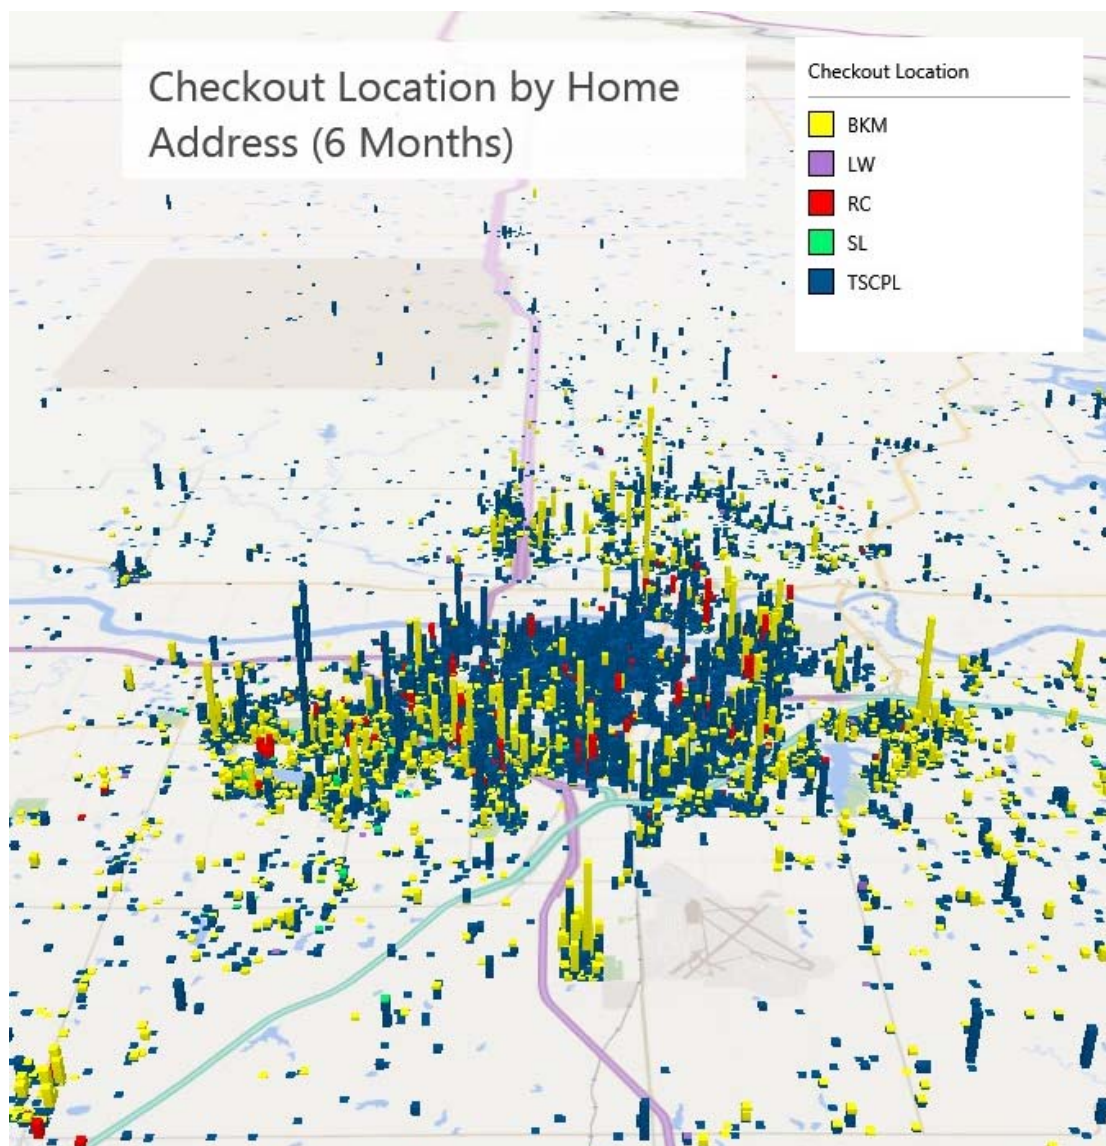 Checkout Location by Home
Address (6 Months)
Checkout Location
BKM
LW
RC
SL
TSCPL